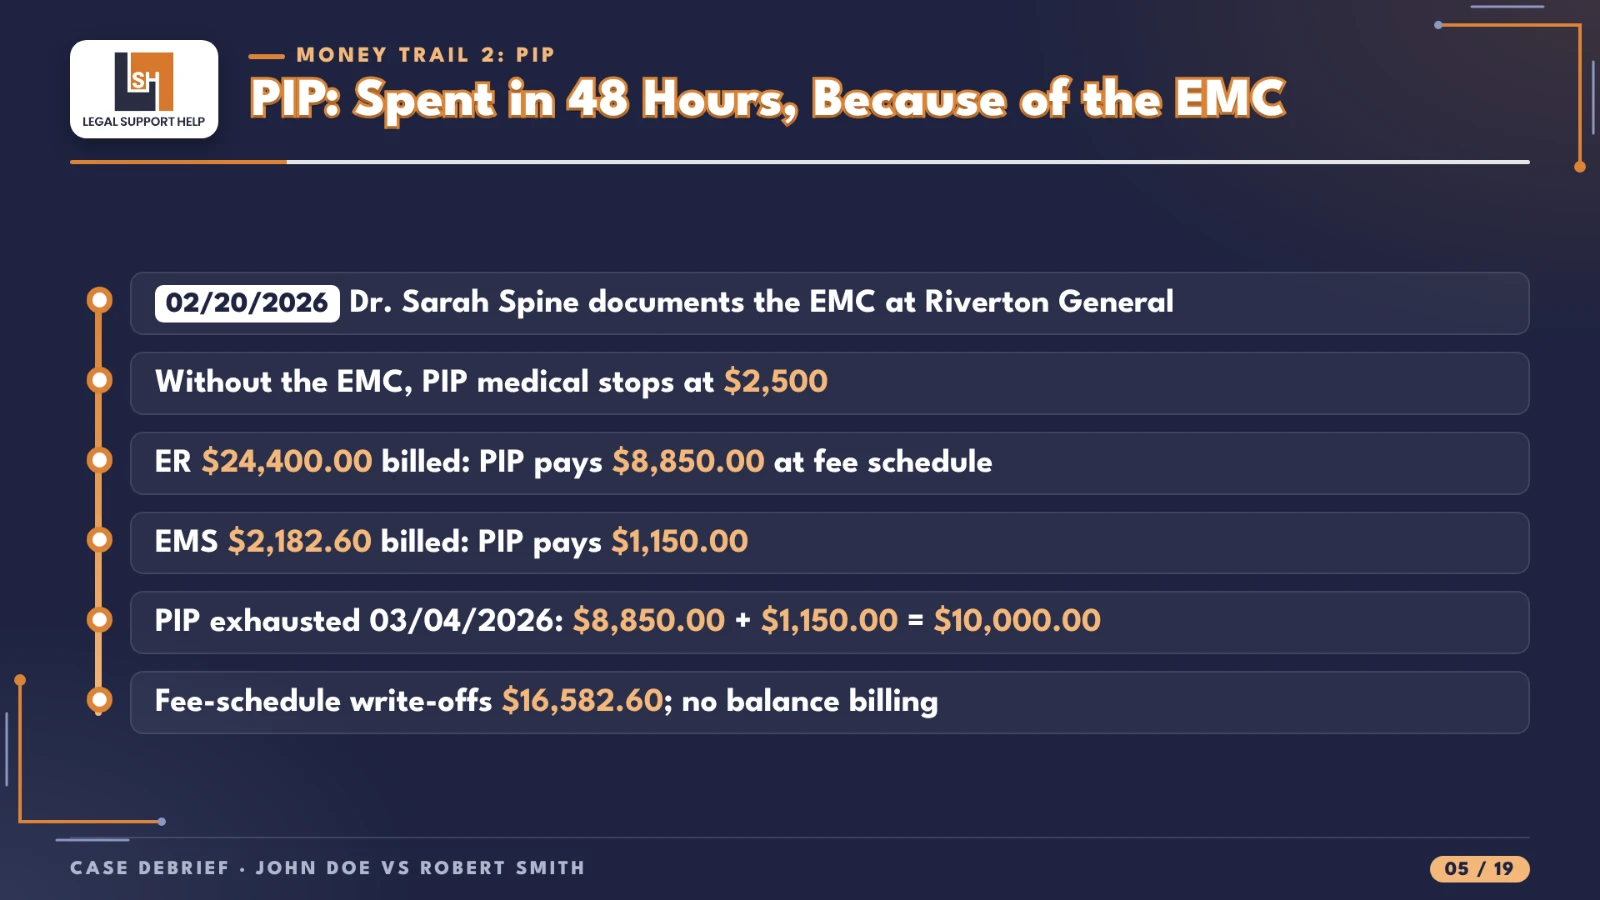 SH
LEGAL SUPPORT HELP
MONEY TRAIL 2: PIP
PIP: Spent in 48 Hours, Because of the EMC
02/20/2026 Dr. Sarah Spine documents the EMC at Riverton General
Without the EMC, PIP medical stops at $2,500
ER $24,400.00 billed: PIP pays $8,850.00 at fee schedule
EMS $2,182.60 billed: PIP pays $1,150.00
PIP exhausted 03/04/2026: $8,850.00 + $1,150.00 = $10,000.00
Fee-schedule write-offs $16,582.60; no balance billing
CASE DEBRIEF · JOHN DOE VS ROBERT SMITH
05 / 19